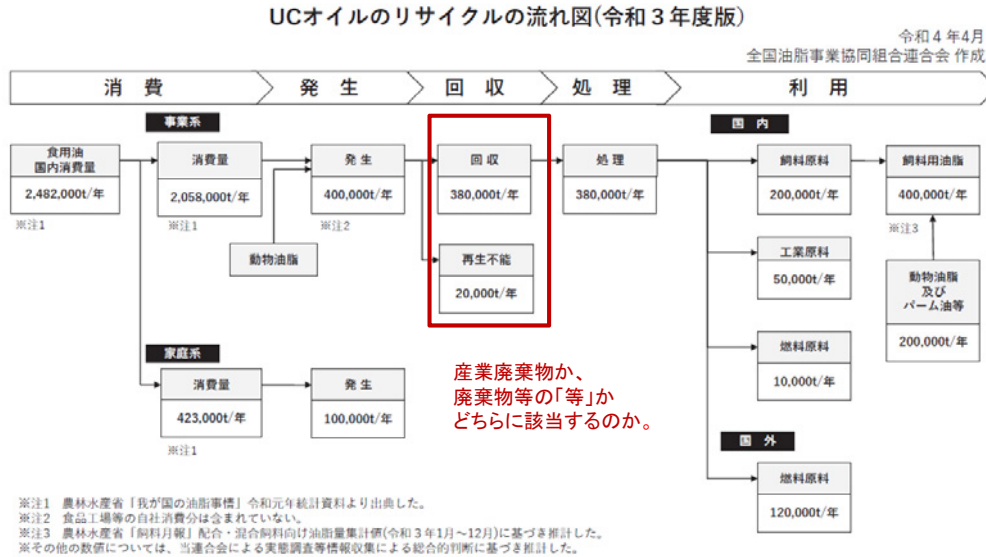 UCオイルのリサイクルの流れ図(令和３年度版)
令和４年4月
全国油脂事業協同組合連合会 作成
消 費
発 生
回 収
処 理
利 用
事業系
国 内
食用油
国内消費量
2,482,000t/年
※注1
消費量
2,058,000t/年
※注1
発 生
400,000t/年
※注2
回 収
380,000t/年
処 理
380,000t/年
飼料原料
200,000t/年
飼料用油脂
400,000t/年
※注3
動物油脂
再生不能
20,000t/年
工業原料
50,000t/年
動物油脂
及び
パーム油等
200,000t/年
家庭系
消費量
423,000t/年
※注1
発 生
100,000t/年
産業廃棄物か、
廃棄物等の「等」か
どちらに該当するのか。
燃料原料
10,000t/年
国 外
燃料原料
120,000t/年
※注1　農林水産省「我が国の油脂事情」令和元年統計資料より出典した。
※注2　食品工場等の自社消費分は含まれていない。
※注3　農林水産省「飼料月報」配合・混合飼料向け油脂量集計値(令和３年1月～12月)に基づき推計した。
※その他の数値については、当連合会による実態調査等情報収集による総合的判断に基づき推計した。